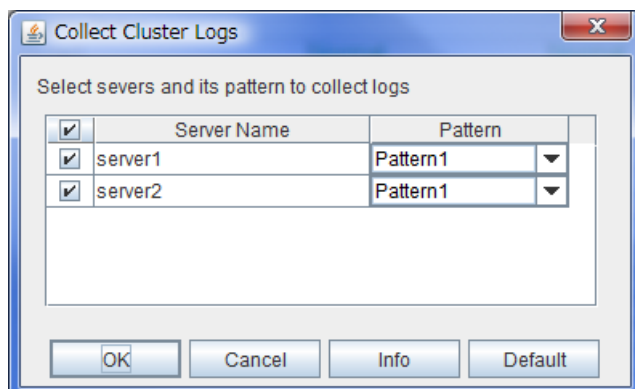 Collect Cluster Logs
Select severs and its pattern to collect logs
Server Name Pattern
server1 Pattern1
server2 Pattern1
OK Cancel Info Default